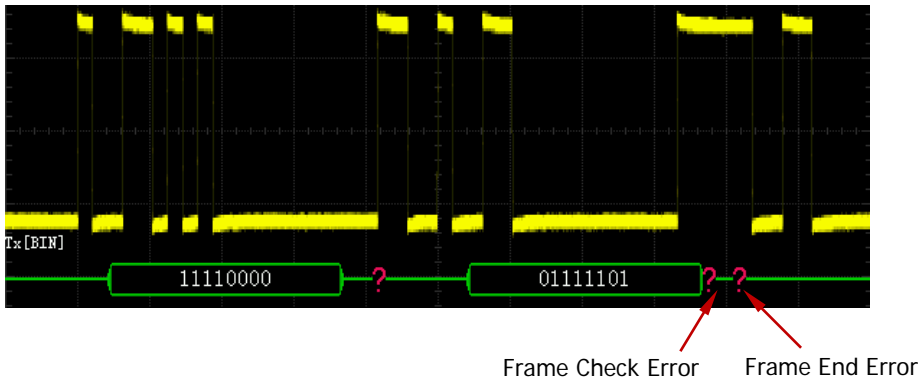 Tx[BIN]
11110000 ? 01111101 ? ?
Frame Check Error Frame End Error